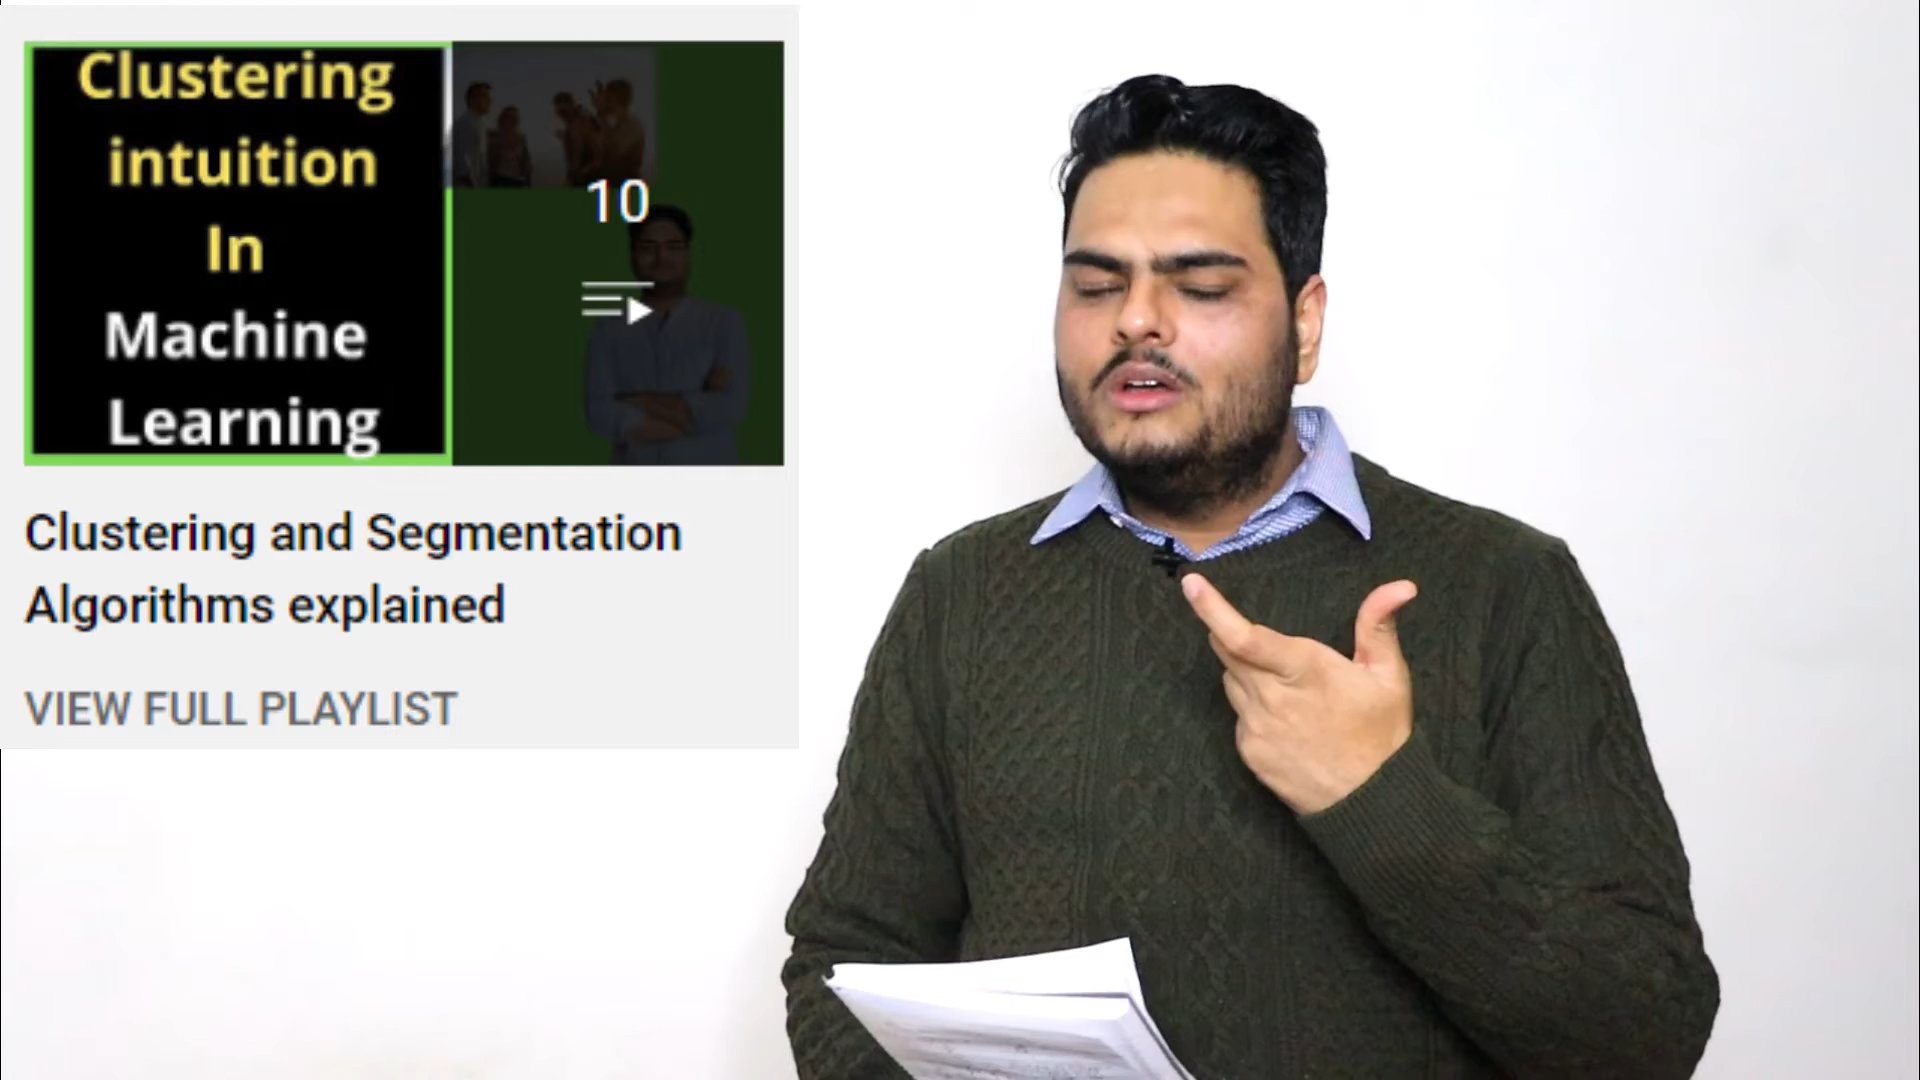 Clustering
intuition
In
Machine
Learning
10
Clustering and Segmentation
Algorithms explained
VIEW FULL PLAYLIST